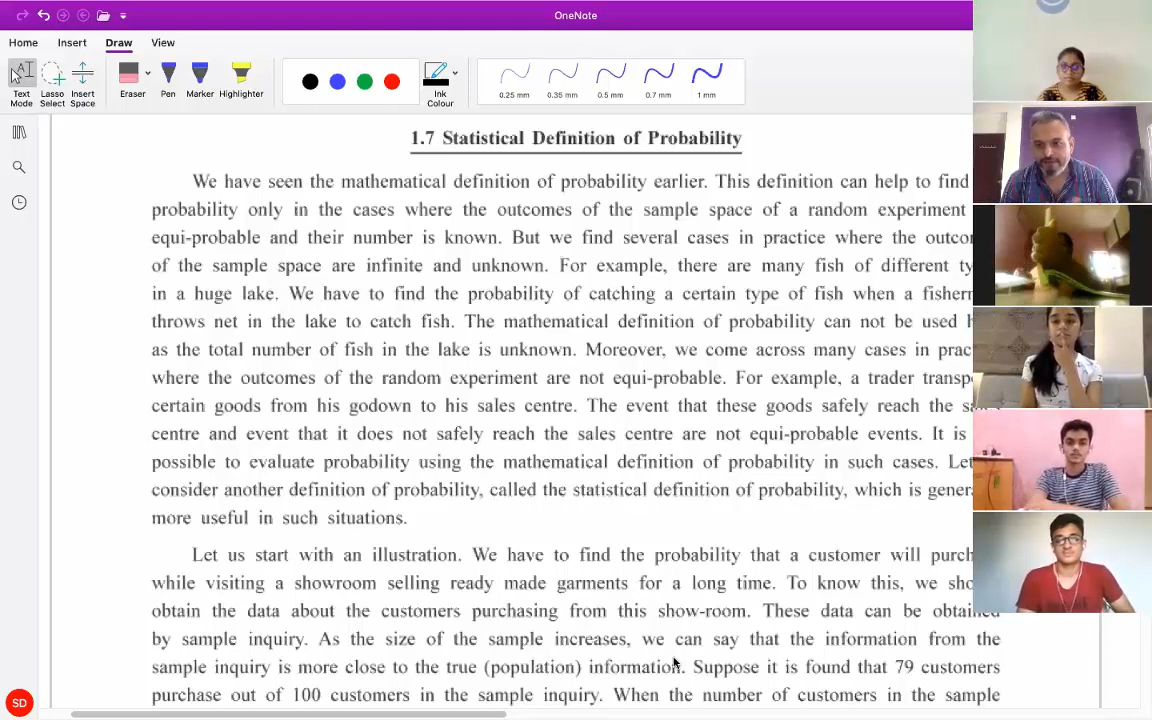 OneNote
Home Insert Draw View
Text Mode
Lasso Select
Insert Space
Eraser
Pen
Marker
Highlighter
Ink Colour
0.25 mm 0.35 mm 0.5 mm 0.7 mm 1 mm
1.7 Statistical Definition of Probability
We have seen the mathematical definition of probability earlier. This definition can help to find
probability only in the cases where the outcomes of the sample space of a random experiment
equi-probable and their number is known. But we find several cases in practice where the outcor
of the sample space are infinite and unknown. For example, there are many fish of different ty
in a huge lake. We have to find the probability of catching a certain type of fish when a fishern
throws net in the lake to catch fish. The mathematical definition of probability can not be used h
as the total number of fish in the lake is unknown. Moreover, we come across many cases in prac
where the outcomes of the random experiment are not equi-probable. For example, a trader transp
certain goods from his godown to his sales centre. The event that these goods safely reach the s
centre and event that it does not safely reach the sales centre are not equi-probable events. It is
possible to evaluate probability using the mathematical definition of probability in such cases. Let
consider another definition of probability, called the statistical definition of probability, which is gener
more useful in such situations.
Let us start with an illustration. We have to find the probability that a customer will purch
while visiting a showroom selling ready made garments for a long time. To know this, we sho
obtain the data about the customers purchasing from this show-room. These data can be obtained
by sample inquiry. As the size of the sample increases, we can say that the information from the
sample inquiry is more close to the true (population) information. Suppose it is found that 79 customers
purchase out of 100 customers in the sample inquiry. When the number of customers in the sample
SD